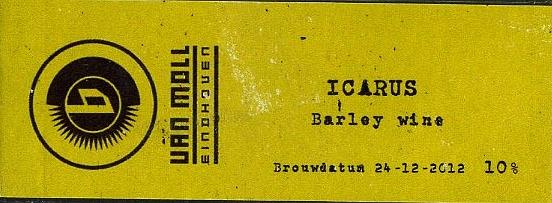 VAN MOLL
EINDHOVEN
ICARUS
Barley wine
Brouwdatum 24-12-2012 10%